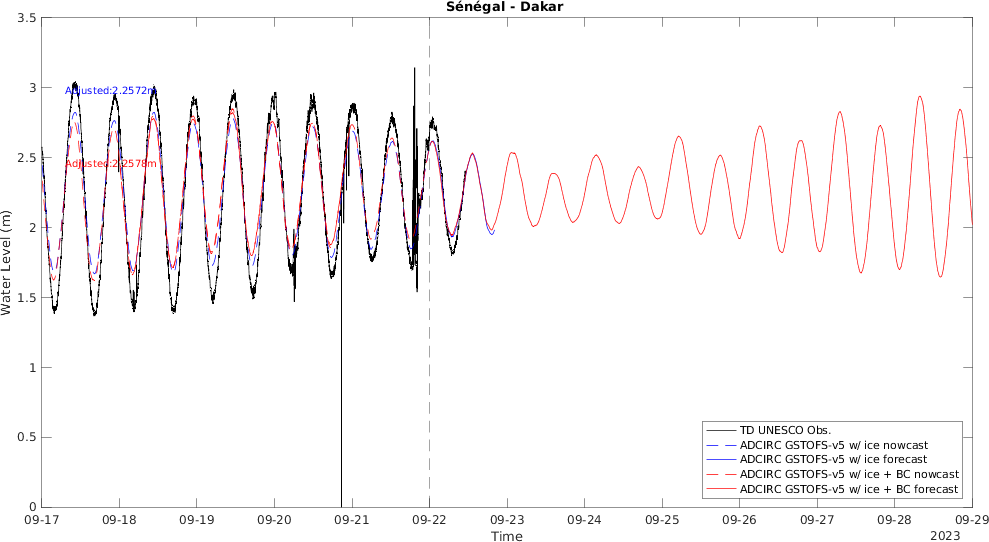 Sénégal - Dakar
3.5
3
2.5
2
1.5
1
0.5
0
Water Level (m)
Adjusted:2.2572m
Adjusted:2.2578m
TD UNESCO Obs.
ADCIRC GSTOFS-v5 w/ ice nowcast
ADCIRC GSTOFS-v5 w/ ice forecast
ADCIRC GSTOFS-v5 w/ ice + BC nowcast
ADCIRC GSTOFS-v5 w/ ice + BC forecast
09-17 09-18 09-19 09-20 09-21 09-22 09-23 09-24 09-25 09-26 09-27 09-28 09-29
Time
2023